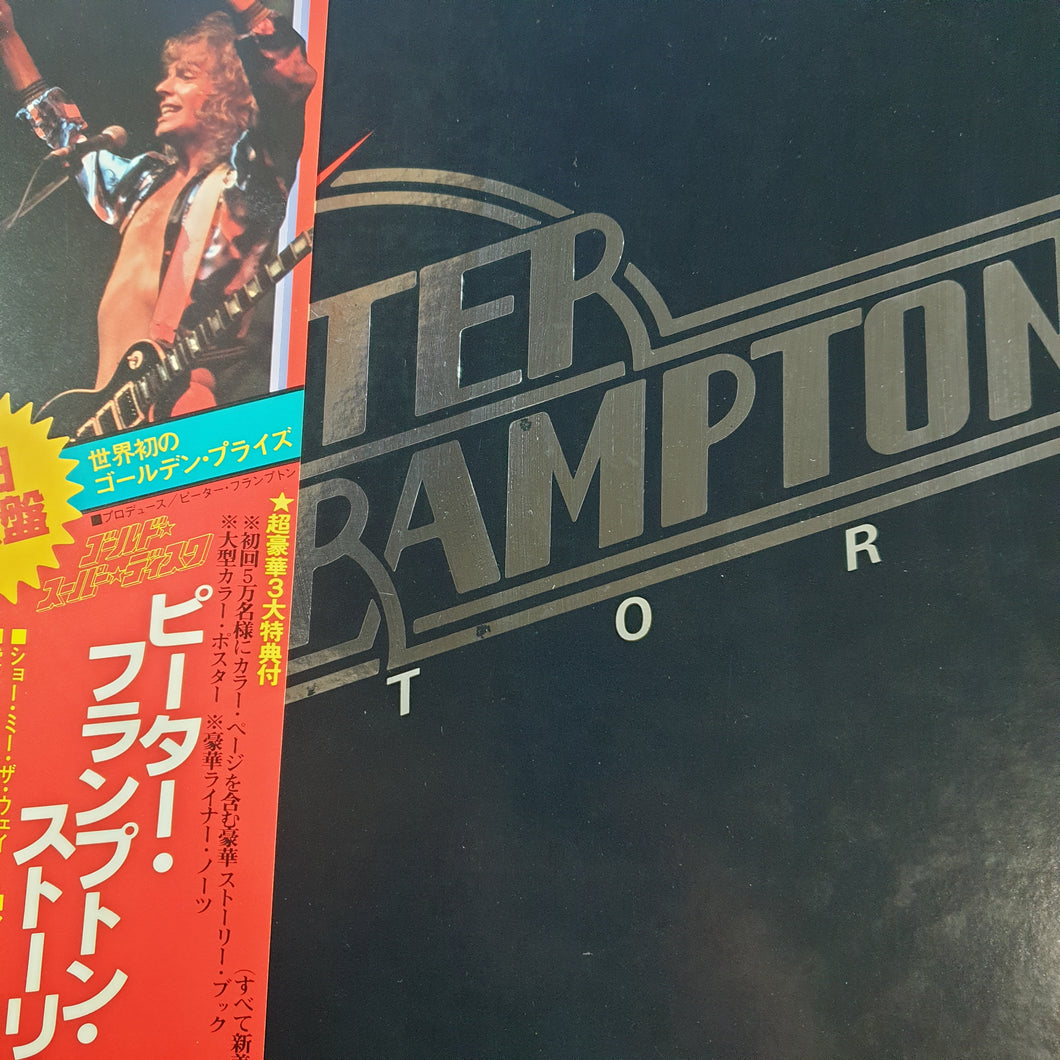 TER
RAMPTON
T O R
世界初の
ゴールデン・プライズ
■プロデュース/ピーター・フランプトン
ゴールド☆
スーパー☆ディスク
盤
★超豪華3大特典付
※初回5万名様にカラー・ページを含む豪華ストーリー・ブック
※大型カラー・ポスター ※豪華ライナー・ノーツ
(すべて新
ピーター・
フランプトン・
ストーリ
■ショー・ミー・ザ・ウェイ